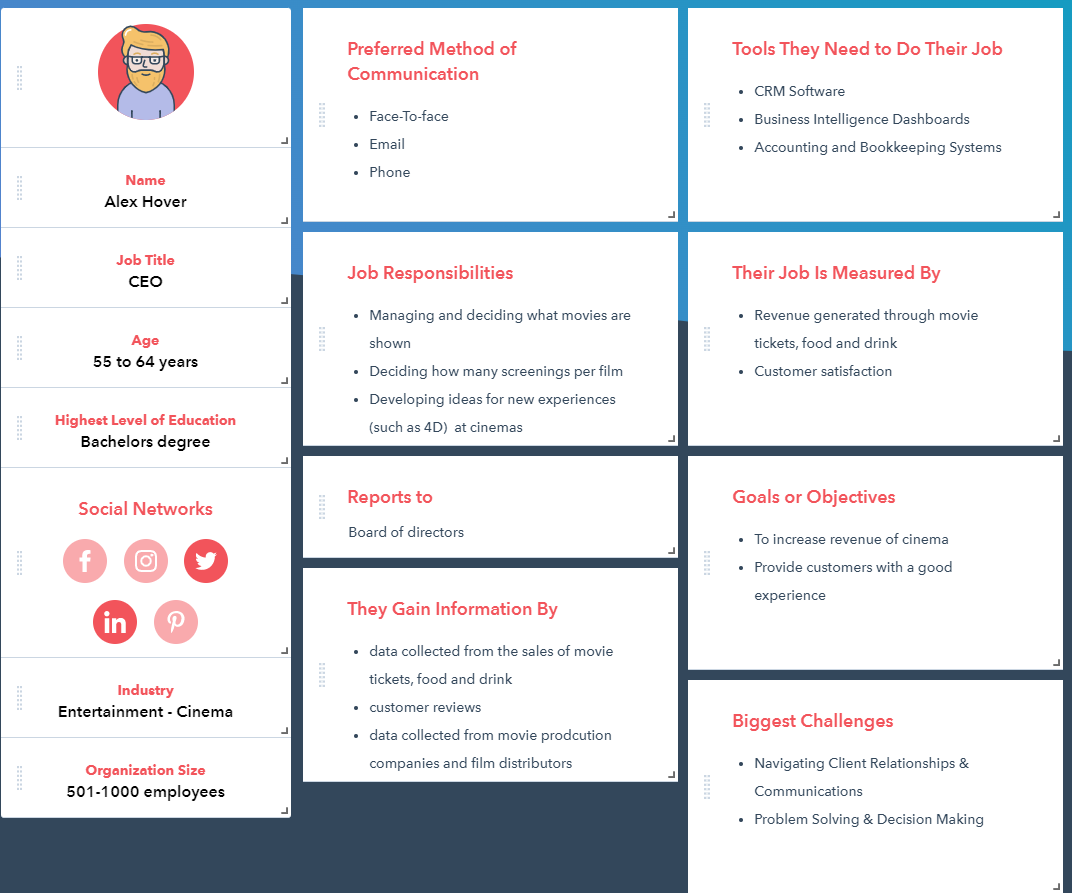 Name
Alex Hover
Job Title
CEO
Age
55 to 64 years
Highest Level of Education
Bachelors degree
Social Networks
f
in
Industry
Entertainment - Cinema
Organization Size
501-1000 employees
Preferred Method of
Communication
• Face-To-face
• Email
• Phone
Job Responsibilities
• Managing and deciding what movies are
shown
• Deciding how many screenings per film
• Developing ideas for new experiences
(such as 4D)  at cinemas
Reports to
Board of directors
They Gain Information By
• data collected from the sales of movie
tickets, food and drink
• customer reviews
• data collected from movie prodcution
companies and film distributors
Tools They Need to Do Their Job
• CRM Software
• Business Intelligence Dashboards
• Accounting and Bookkeeping Systems
Their Job Is Measured By
• Revenue generated through movie
tickets, food and drink
• Customer satisfaction
Goals or Objectives
• To increase revenue of cinema
• Provide customers with a good
experience
Biggest Challenges
• Navigating Client Relationships &
Communications
• Problem Solving & Decision Making